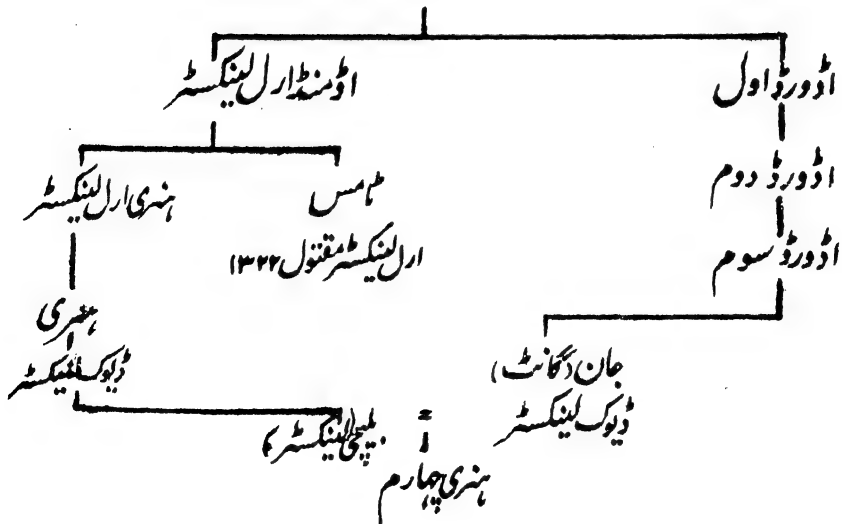 اڈورڈ اول
اڈمنڈ ارل لینکسٹر
اڈورڈ دوم
ٹامس
ہنری ارل لینکسٹر
اڈورڈ سوم
ارل لینکسٹر مقتول ۱۳۲۲
ہنری
جان (گانٹ)
ڈیوک لینکسٹر
ڈیوک لینکسٹر
=
بلیچی (لینکسٹر)
ہنری چہارم